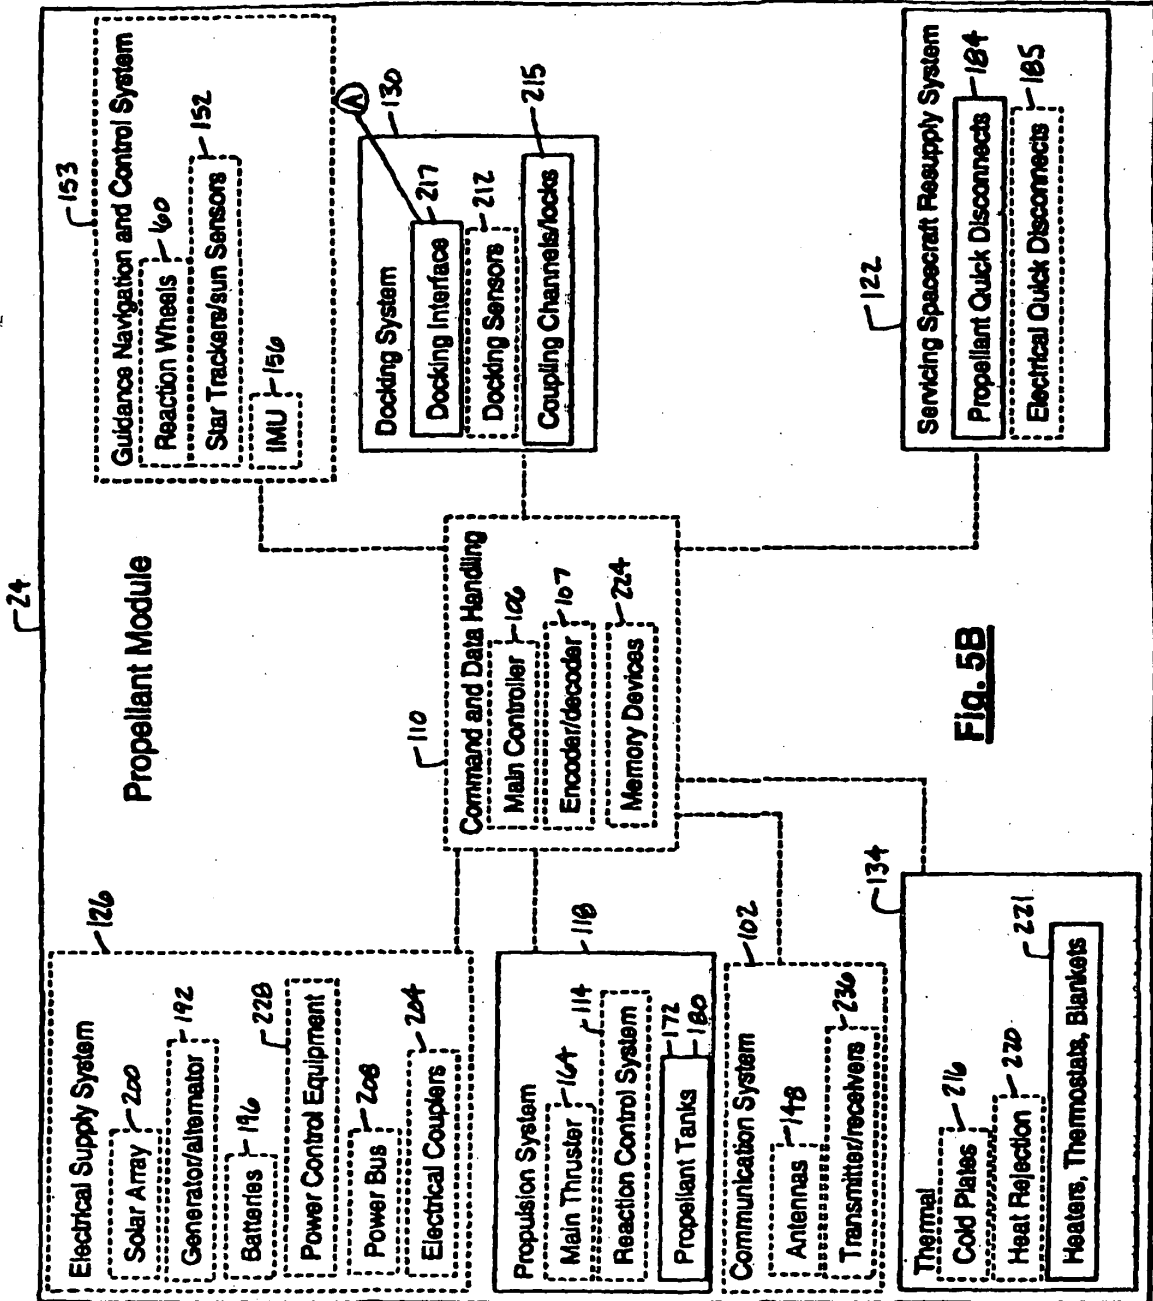 24
Propellant Module
126
Electrical Supply System
Solar Array
200
Generator/alternator
192
Batteries
196
228
Power Control Equipment
Power Bus
208
Electrical Couplers
204
118
Propulsion System
Main Thruster
164
114
Reaction Control System
Propellant Tanks
172
180
102
Communication System
Antennas
148
Transmitter/receivers
236
134
Thermal
Cold Plates
216
Heat Rejection
220
221
Heaters, Thermostats, Blankets
110
Command and Data Handling
Main Controller
106
Encoder/decoder
107
Memory Devices
224
153
Guidance Navigation and Control System
Reaction Wheels
160
Star Trackers/sun Sensors
152
IMU
156
A
130
Docking System
Docking Interface
217
Docking Sensors
212
Coupling Channels/locks
215
122
Servicing Spacecraft Resupply System
Propellant Quick Disconnects
184
Electrical Quick Disconnects
185
Fig. 5B